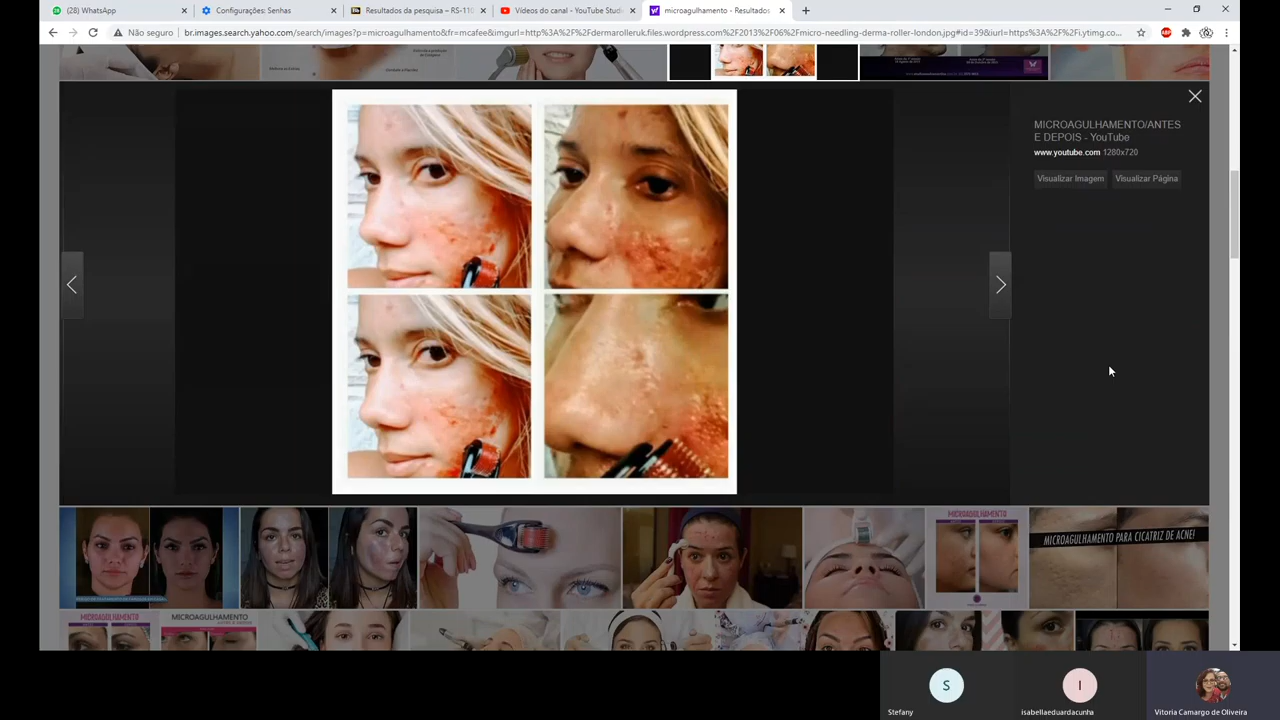 (28) WhatsApp
Configurações: Senhas
Resultados da pesquisa – RS-110
Vídeos do canal - YouTube Studio
microagulhamento - Resultados
Não seguro
br.images.search.yahoo.com/search/images?p=microagulhamento&fr=mcafee&imgurl=http%3A%2F%2Fdermarolleruk.files.wordpress.com%2F2013%2F06%2Fmicro-needling-derma-roller-london.jpg#id=39&iurl=https%3A%2F%2Fi.ytimg.co...
ABP
MICROAGULHAMENTO/ANTES
E DEPOIS - YouTube
www.youtube.com 1280x720
Visualizar Imagem
Visualizar Página
MICROAGULHAMENTO
MICROAGULHAMENTO PARA CICATRIZ DE ACNE!
MICROAGULHAMENTO
MICROAGULHAMENTO
S
I
Stefany
isabellaeduardacunha
Vitoria Camargo de Oliveira